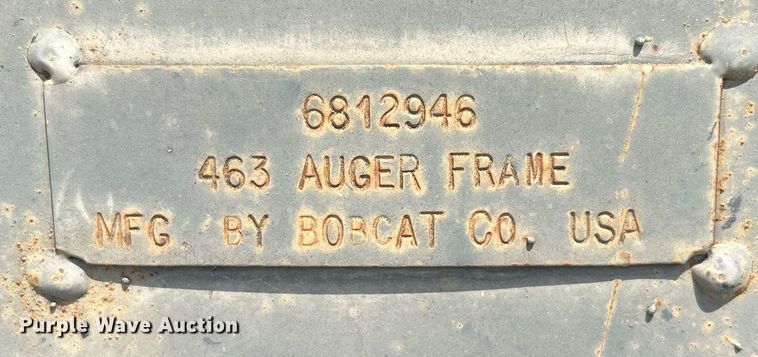 6812946
463 AUGER FRAME
MFG BY BOBCAT CO. USA
Purple Wave Auction